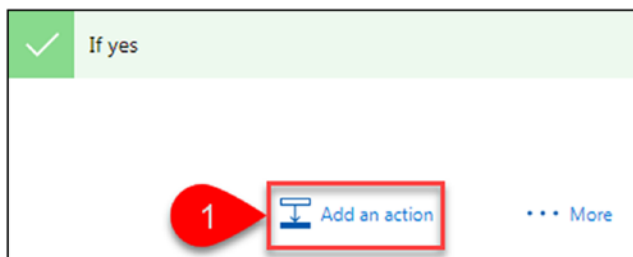 If yes
1 Add an action ••• More